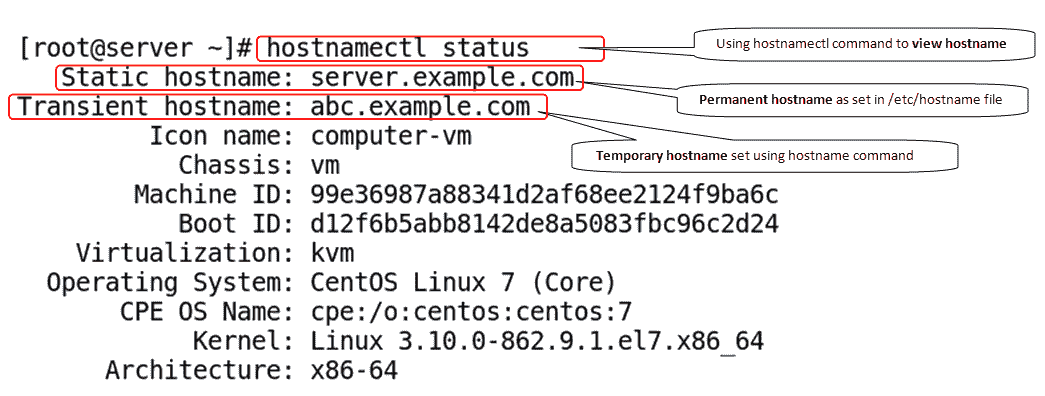 [root@server ~]# hostnamectl status
Using hostnamectl command to view hostname
Static hostname: server.example.com
Permanent hostname as set in /etc/hostname file
Transient hostname: abc.example.com
Icon name: computer-vm
Temporary hostname set using hostname command
Chassis: vm
Machine ID: 99e36987a88341d2af68ee2124f9ba6c
Boot ID: d12f6b5abb8142de8a5083fbc96c2d24
Virtualization: kvm
Operating System: CentOS Linux 7 (Core)
CPE OS Name: cpe:/o:centos:centos:7
Kernel: Linux 3.10.0-862.9.1.el7.x86_64
Architecture: x86-64